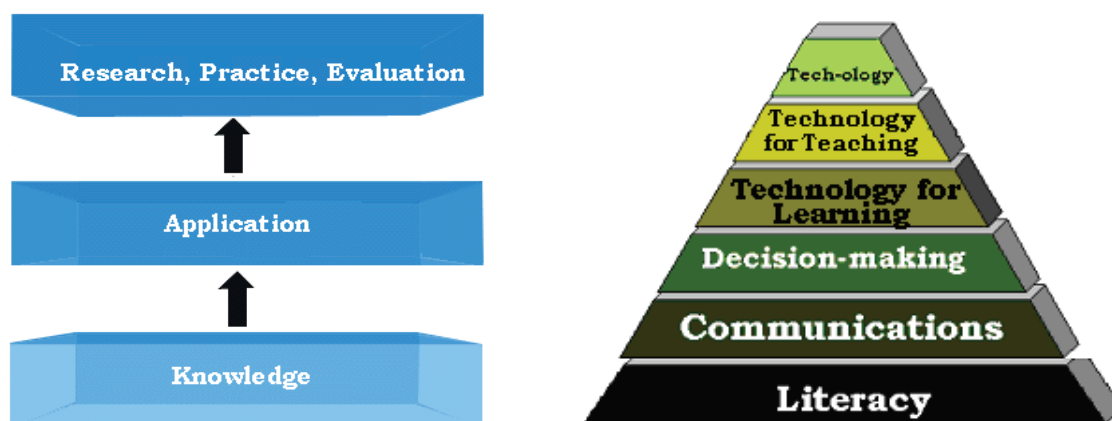 Research, Practice, Evaluation
Application
Knowledge
Tech-ology
Technology
for Teaching
Technology for
Learning
Decision-making
Communications
Literacy